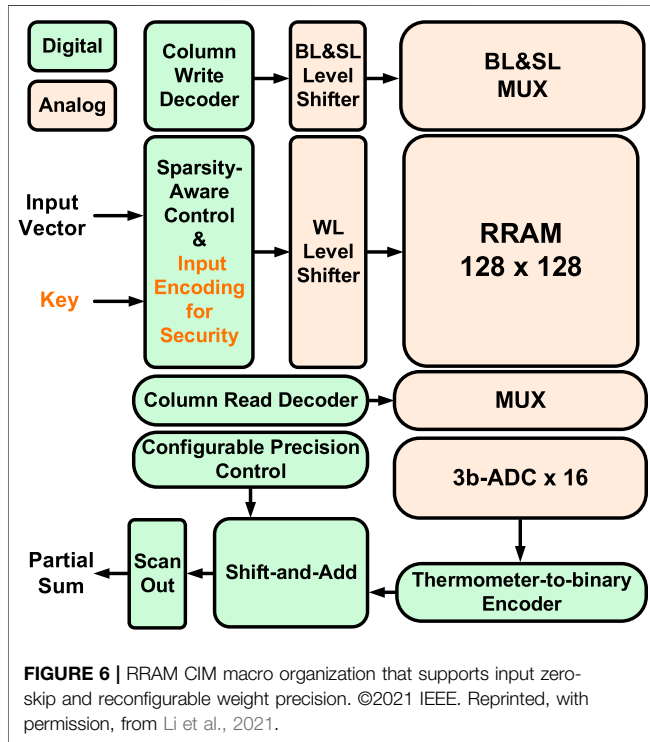 Digital
Analog
Column
Write
Decoder
BL&SL
Level
Shifter
BL&SL
MUX
Input
Vector
Key
Sparsity-
Aware
Control
&
Input
Encoding
for
Security
WL
Level
Shifter
RRAM
128 x 128
Column Read Decoder
MUX
Configurable Precision
Control
3b-ADC x 16
Partial
Sum
Scan
Out
Shift-and-Add
Thermometer-to-binary
Encoder
FIGURE 6 | RRAM CIM macro organization that supports input zero-
skip and reconfigurable weight precision. ©2021 IEEE. Reprinted, with
permission, from Li et al., 2021.